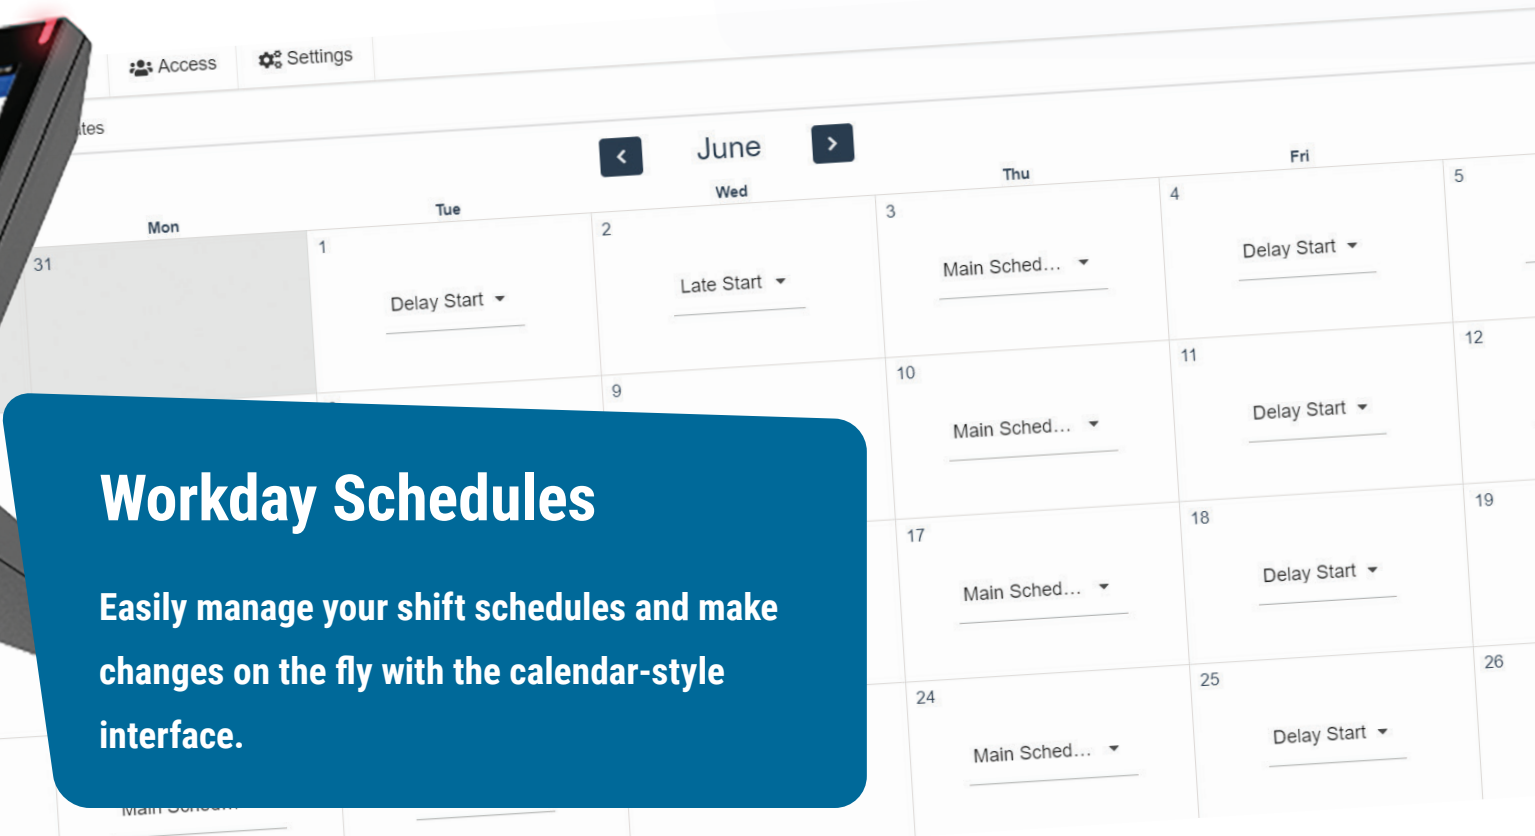 Access
Settings
June
Mon
Tue
Wed
Thu
Fri
31
1
2
3
4
5
Delay Start
Late Start
Main Sched...
Delay Start
9
10
11
12
Main Sched...
Delay Start
17
18
19
Main Sched...
Delay Start
24
25
26
Main Sched...
Delay Start
Workday Schedules
Easily manage your shift schedules and make
changes on the fly with the calendar-style
interface.